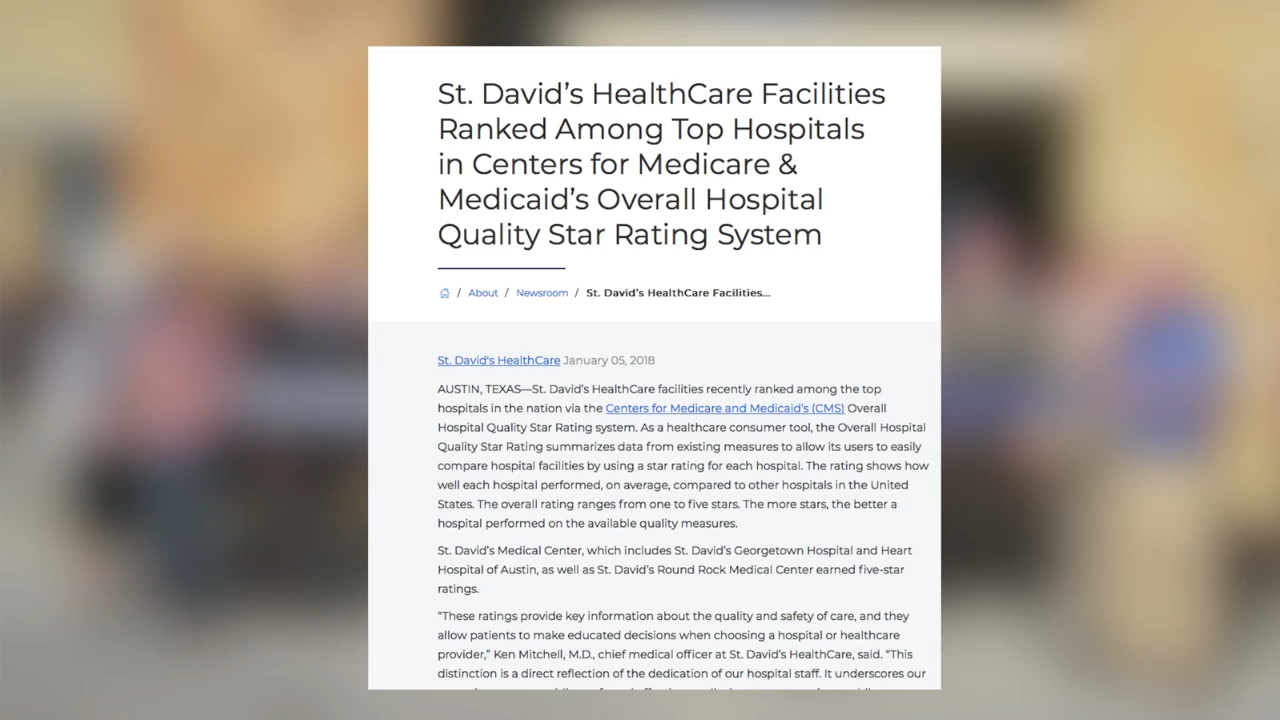 St. David’s HealthCare Facilities
Ranked Among Top Hospitals
in Centers for Medicare &
Medicaid’s Overall Hospital
Quality Star Rating System
/ About / Newsroom / St. David’s HealthCare Facilities...
St. David's HealthCare January 05, 2018
AUSTIN, TEXAS—St. David’s HealthCare facilities recently ranked among the top
hospitals in the nation via the Centers for Medicare and Medicaid’s (CMS) Overall
Hospital Quality Star Rating system. As a healthcare consumer tool, the Overall Hospital
Quality Star Rating summarizes data from existing measures to allow its users to easily
compare hospital facilities by using a star rating for each hospital. The rating shows how
well each hospital performed, on average, compared to other hospitals in the United
States. The overall rating ranges from one to five stars. The more stars, the better a
hospital performed on the available quality measures.
St. David’s Medical Center, which includes St. David’s Georgetown Hospital and Heart
Hospital of Austin, as well as St. David’s Round Rock Medical Center earned five-star
ratings.
“These ratings provide key information about the quality and safety of care, and they
allow patients to make educated decisions when choosing a hospital or healthcare
provider,” Ken Mitchell, M.D., chief medical officer at St. David’s HealthCare, said. “This
distinction is a direct reflection of the dedication of our hospital staff. It underscores our